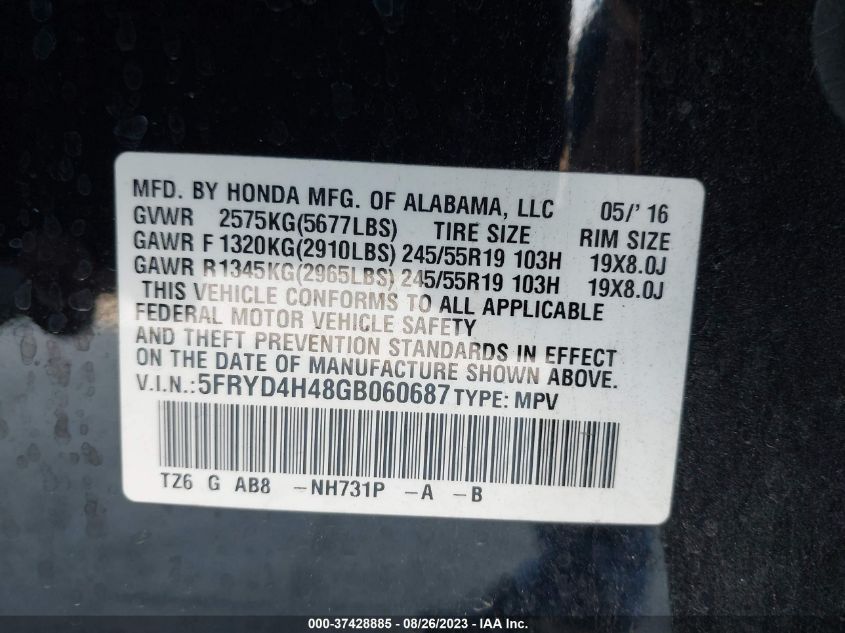 MFD. BY HONDA MFG. OF ALABAMA, LLC 05/' 16
GVWR 2575KG(5677LBS) TIRE SIZE RIM SIZE
GAWR F 1320KG(2910LBS) 245/55R19 103H 19X8.0J
GAWR R1345KG(2965LBS) 245/55R19 103H 19X8.0J
THIS VEHICLE CONFORMS TO ALL APPLICABLE
FEDERAL MOTOR VEHICLE SAFETY
AND THEFT PREVENTION STANDARDS IN EFFECT
ON THE DATE OF MANUFACTURE SHOWN ABOVE.
V.I.N.:5FRYD4H48GB060687 TYPE: MPV
TZ6 G AB8 -NH731P -A -B
000-37428885 - 08/26/2023 - IAA Inc.